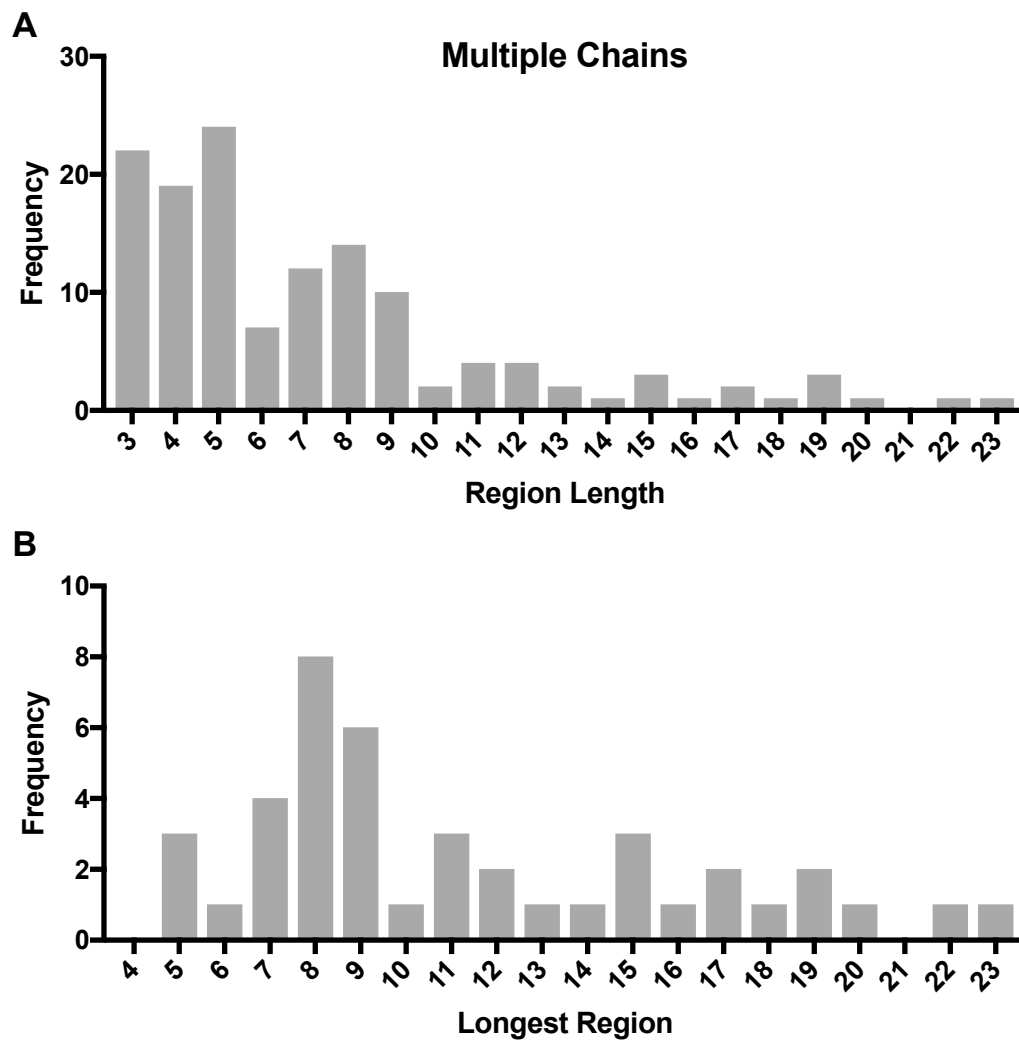 A
Multiple Chains
30
20
10
0
Frequency
3 4 5 6 7 8 9 10 11 12 13 14 15 16 17 18 19 20 21 22 23
Region Length
B
10
8
6
4
2
0
Frequency
4 5 6 7 8 9 10 11 12 13 14 15 16 17 18 19 20 21 22 23
Longest Region